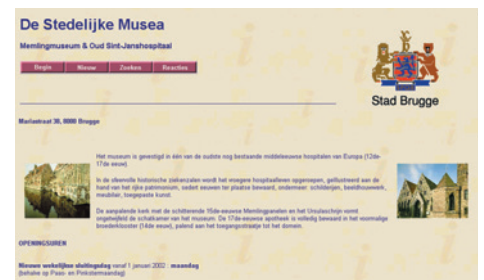 De Stedelijke Musea
Memlingmuseum & Oud Sint-Janshospitaal
Begin Nieuw Zoeken Reacties
Stad Brugge
Mariastraat 38, 8000 Brugge
Het museum is gevestigd in één van de oudste nog bestaande middeleeuwse hospitalen van Europa (12de-
17de eeuw).
In de sfeervolle historische ziekenzalen wordt het vroegere hospitaalleven opgeroepen, geïllustreerd aan de
hand van het rijke patrimonium, sedert eeuwen ter plaatse bewaard, ondermeer: schilderijen, beeldhouwwerk,
meubilair, toegepaste kunst.
De aanpalende kerk met de schitterende 15de-eeuwse Memlingpanelen en het Ursulaschrijn vormt
ongetwijfeld de schatkamer van het museum. De 17de-eeuwse apotheek is volledig bewaard in het voormalige
broederklooster (14de eeuw), palend aan het toegangsstraatje tot het domein.
OPENINGSUREN
Nieuwe wekelijkse sluitingsdag vanaf 1 januari 2002 : maandag
(behalve op Paas- en Pinkstermaandag)